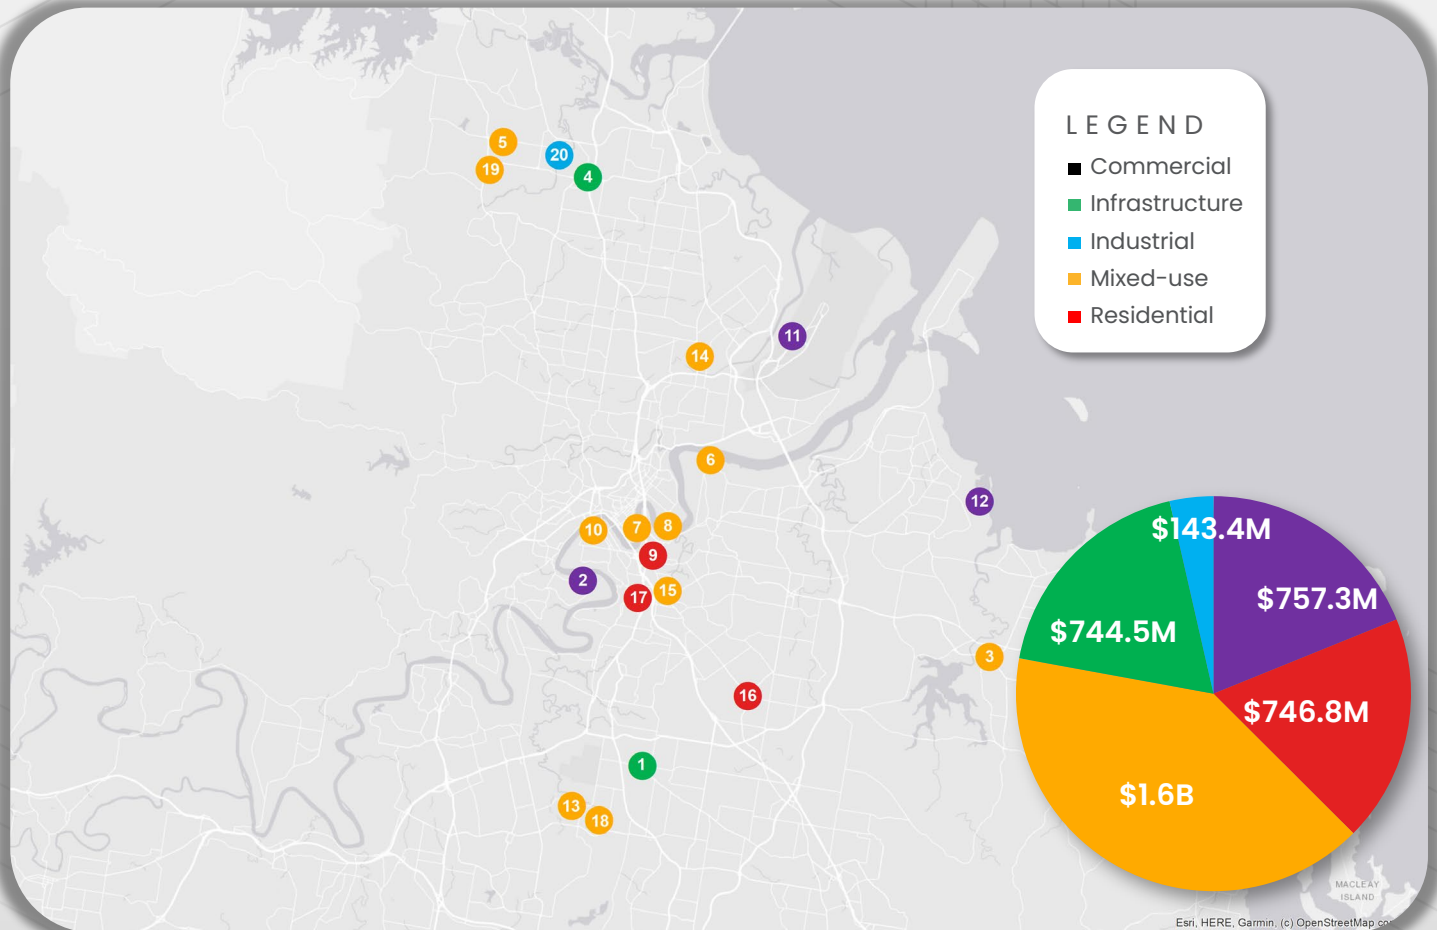 LEGEND
Commercial
Infrastructure
Industrial
Mixed-use
Residential
5
20
19
4
11
14
6
12
10
7
8
9
2
17
15
3
16
1
13
18
$143.4M
$757.3M
$744.5M
$746.8M
$1.6B
MACLEAY
ISLAND
Esri, HERE, Garmin, (c) OpenStreetMap